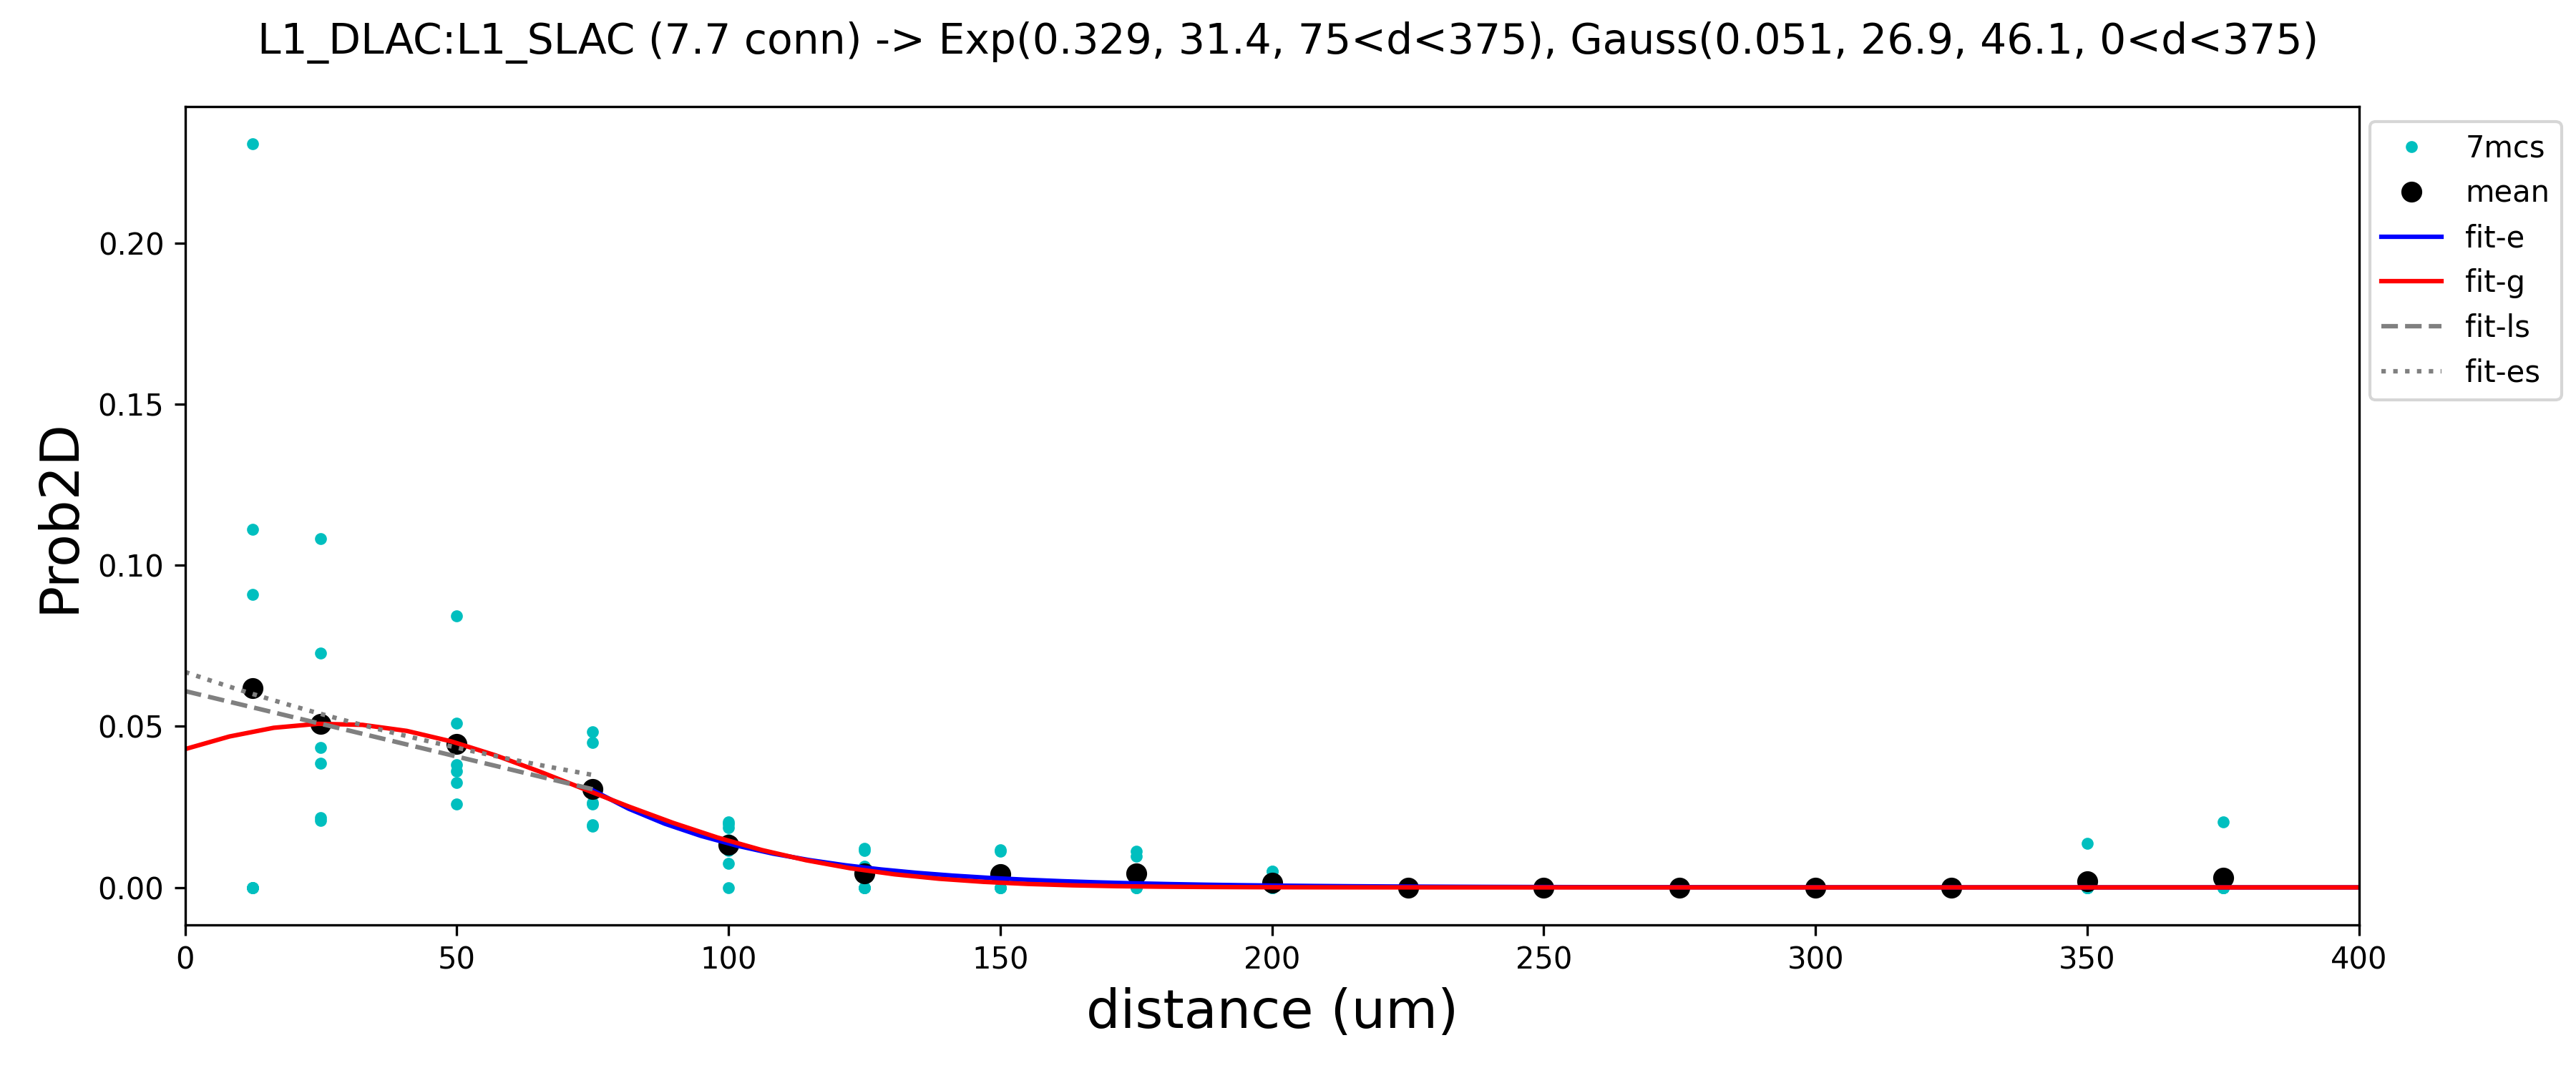 L1_DLAC:L1_SLAC (7.7 conn) -> Exp(0.329, 31.4, 75<d<375), Gauss(0.051, 26.9, 46.1, 0<d<375)
7mcs
mean
fit-e
fit-g
fit-ls
fit-es
Prob2D
0.20
0.15
0.10
0.05
0.00
0 50 100 150 200 250 300 350 400
distance (um)